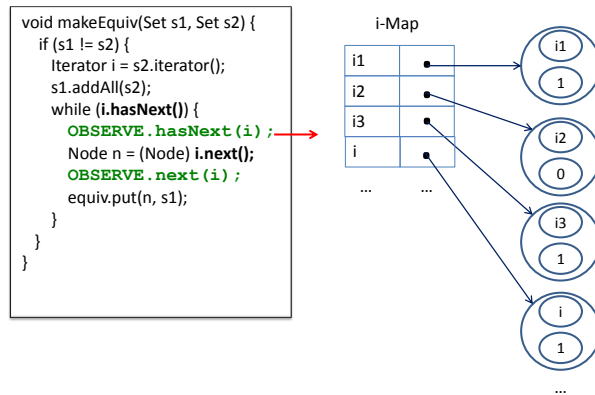 void makeEquiv(Set s1, Set s2) {
if (s1 != s2) {
Iterator i = s2.iterator();
s1.addAll(s2);
while (i.hasNext()) {
OBSERVE.hasNext(i);
Node n = (Node) i.next();
OBSERVE.next(i);
equiv.put(n, s1);
}
}
}
i-Map
i1
i2
i3
i
... ...
i1
1
i2
0
i3
1
i
1
...